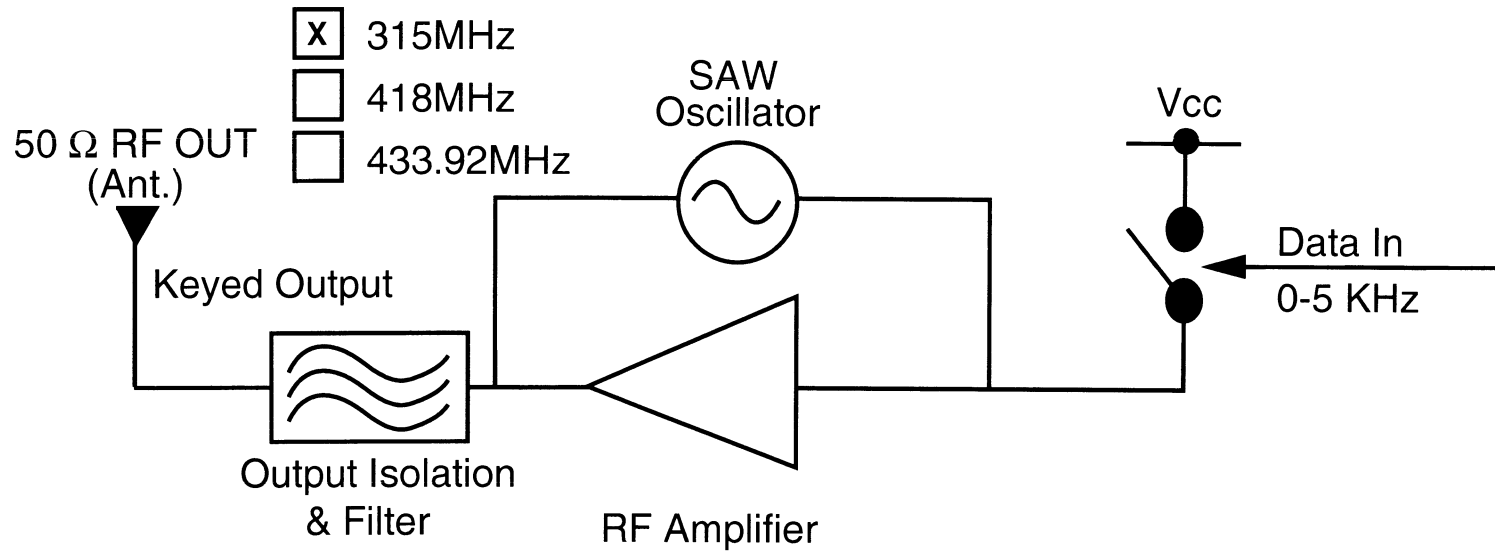 X 315MHz
418MHz
433.92MHz
50 Ω RF OUT
(Ant.)
SAW
Oscillator
Vcc
Data In
0-5 KHz
Keyed Output
Output Isolation
& Filter
RF Amplifier